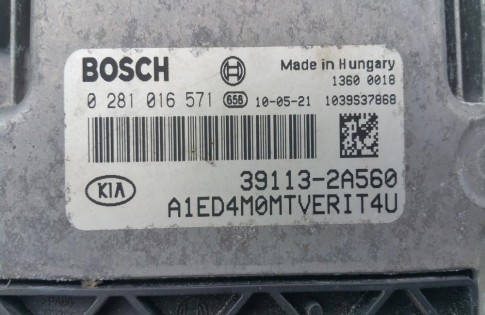 BOSCH Made in Hungary
1360 0018
0 281 016 571 658 10-05-21 1039S37868
KIA 39113-2A560
A1ED4M0MTVERIT4U